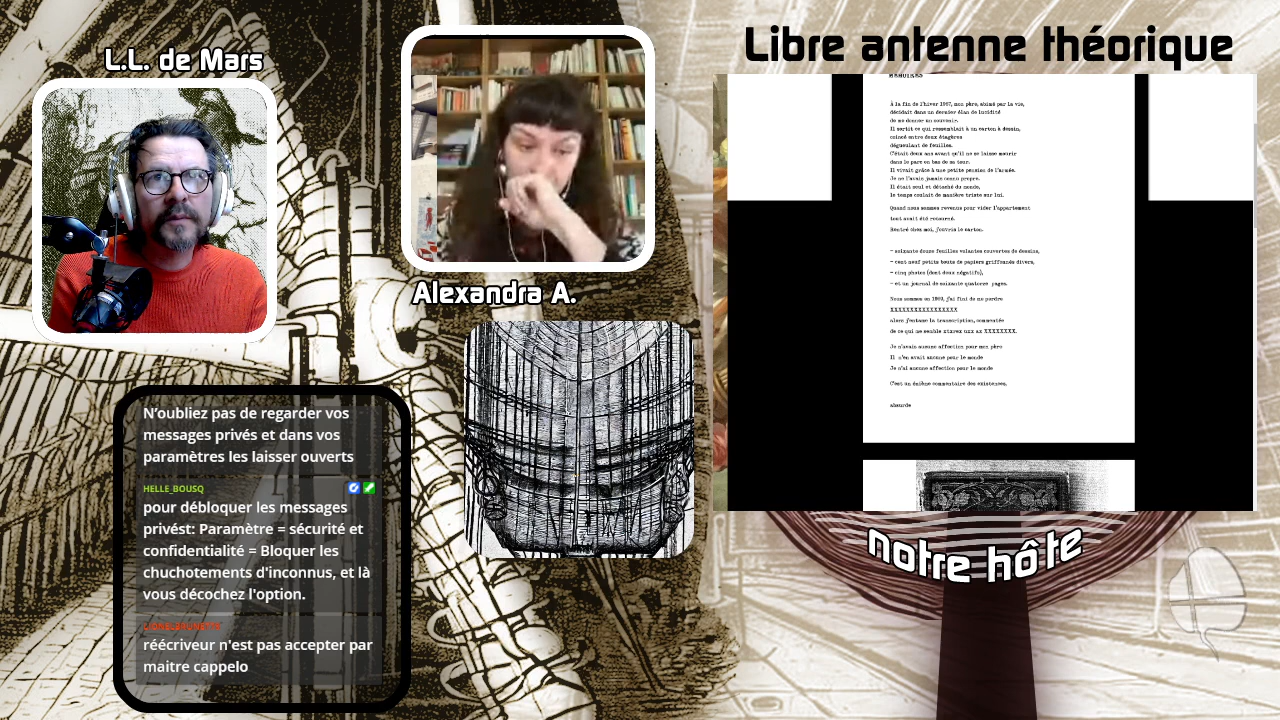 L.L. de Mars
Alexandra A.
Libre antenne théorique
À la fin de l'hiver 1997, mon père, abîmé par la vie,
décidait dans un dernier élan de lucidité
de me donner un souvenir.
Il sortit ce qui ressemblait à un carton à dessin,
coincé entre deux étagères
dégueulant de feuilles.
C'était deux ans avant qu'il ne se laisse mourir
dans le parc en bas de sa tour.
Il vivait grâce à une petite pension de l'armée.
Je ne l'avais jamais connu propre.
Il était seul et détaché du monde,
le temps coulait de manière triste sur lui.
Quand nous sommes revenus pour vider l'appartement
tout avait été retourné.
Rentré chez moi, j'ouvris le carton.
- soixante douze feuilles volantes couvertes de dessins,
- cent neuf petits bouts de papiers griffonnés divers,
- cinq photos (dont deux négatifs),
- et un journal de soixante quatorze pages.
Nous sommes en, j'ai fini de me perdre
XXXXXXXXXXXXXXXXX
alors j'entame la transcription, commentée
de ce qui me semble XXXXXXXX.
Je n'avais aucune affection pour mon père
Il n'en avait aucune pour le monde
Je n'ai aucune affection pour le monde
C'est un énième commentaire des existences,
absurde
notre hôte
N'oubliez pas de regarder vos
messages privés et dans vos
paramètres les laisser ouverts
HELLE_BOUSQ
pour débloquer les messages
privést: Paramètre = sécurité et
confidentialité = Bloquer les
chuchotements d'inconnus, et là
vous décochez l'option.
réécriveur n'est pas accepter par
maitre cappelo